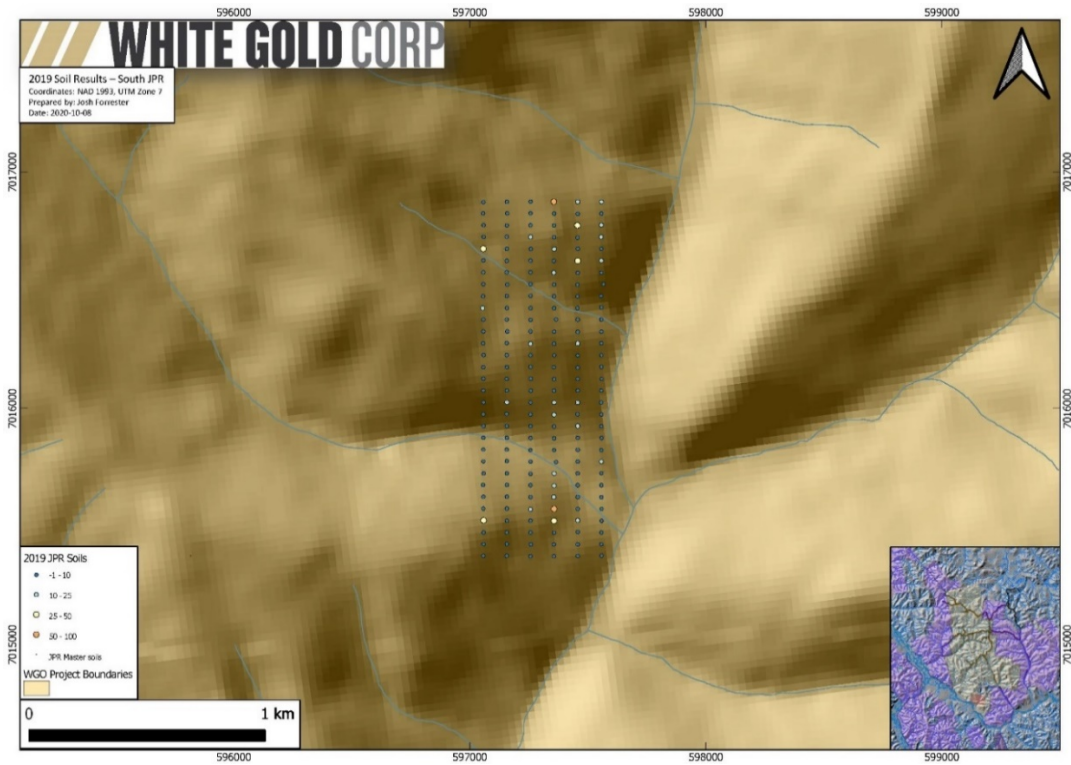 596000 597000 598000 599000
WHITE GOLD CORP
2019 Soil Results – South JPR
Coordinates: NAD 1993, UTM Zone 7
Prepared by: Josh Forrester
Date: 2020-10-08
7017000 7017000
7016000 7016000
7015000 7015000
2019 JPR Soils
-1 - 10
10 - 25
25 - 50
50 - 100
JPR Master soils
WGO Project Boundaries
0 1 km
596000 597000 598000 599000